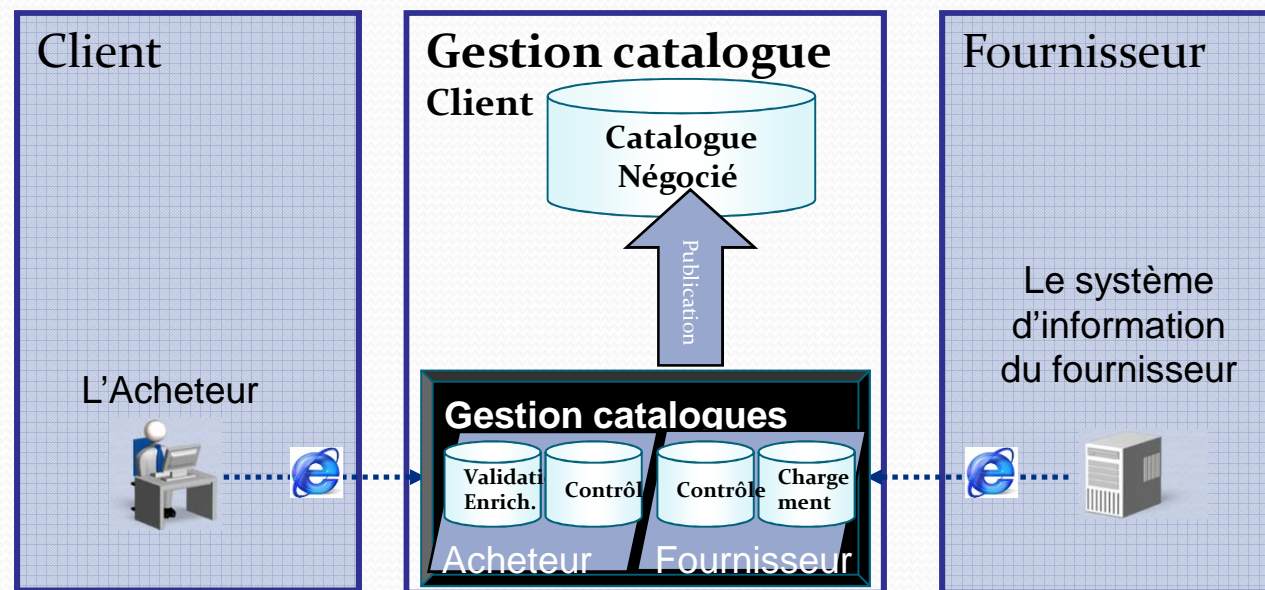 Client
L'Acheteur
Gestion catalogue
Client
Catalogue
Négocié
Publication
Gestion catalogues
Validati
Enrich.
Contrôl
Contrôle
Charge
ment
Acheteur
Fournisseur
Fournisseur
Le système
d'information
du fournisseur